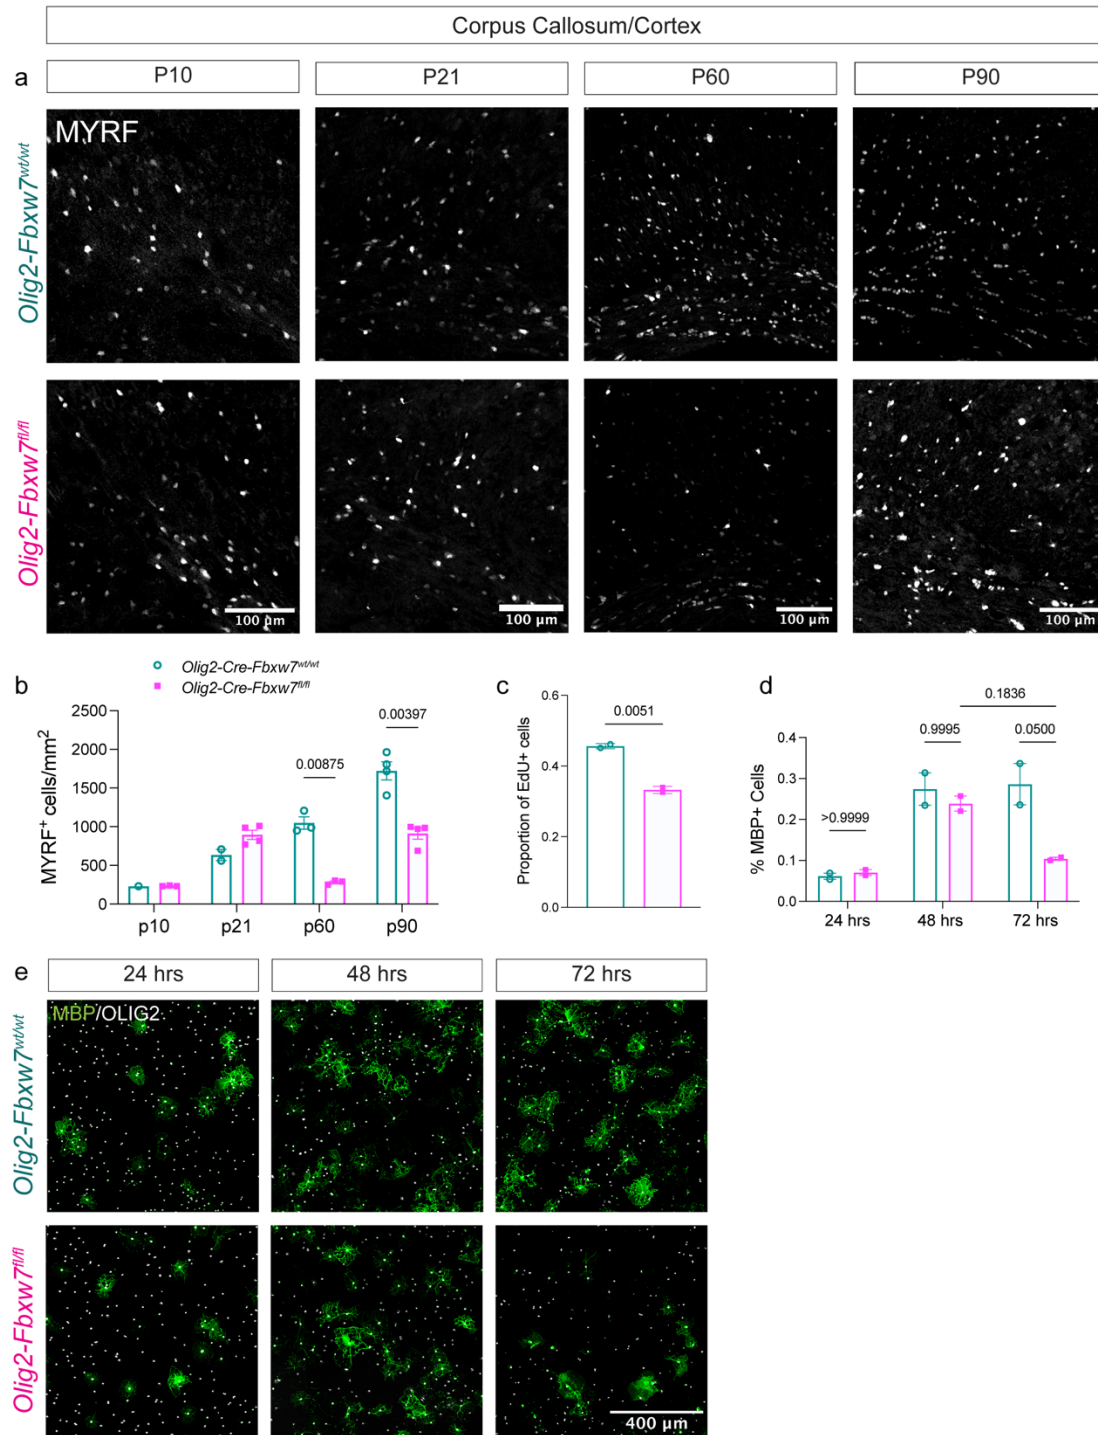 Corpus Callosum/Cortex
a
P10
P21
P60
P90
MYRF
Olig2-Fbxw7wt/wt
Olig2-Fbxw7fl/fl
100 µm
100 µm
100 µm
100 µm
b
Olig2-Cre-Fbxw7wt/wt
Olig2-Cre-Fbxw7fl/fl
MYRF+ cells/mm2
2500
2000
1500
1000
500
0
0.00875
0.00397
p10
p21
p60
p90
c
Proportion of EdU+ cells
0.6
0.4
0.2
0.0
0.0051
d
% MBP+ Cells
0.4
0.3
0.2
0.1
0.0
0.1836
0.9995
0.0500
>0.9999
24 hrs
48 hrs
72 hrs
e
24 hrs
48 hrs
72 hrs
MBP/OLIG2
Olig2-Fbxw7wt/wt
Olig2-Fbxw7fl/fl
400 µm